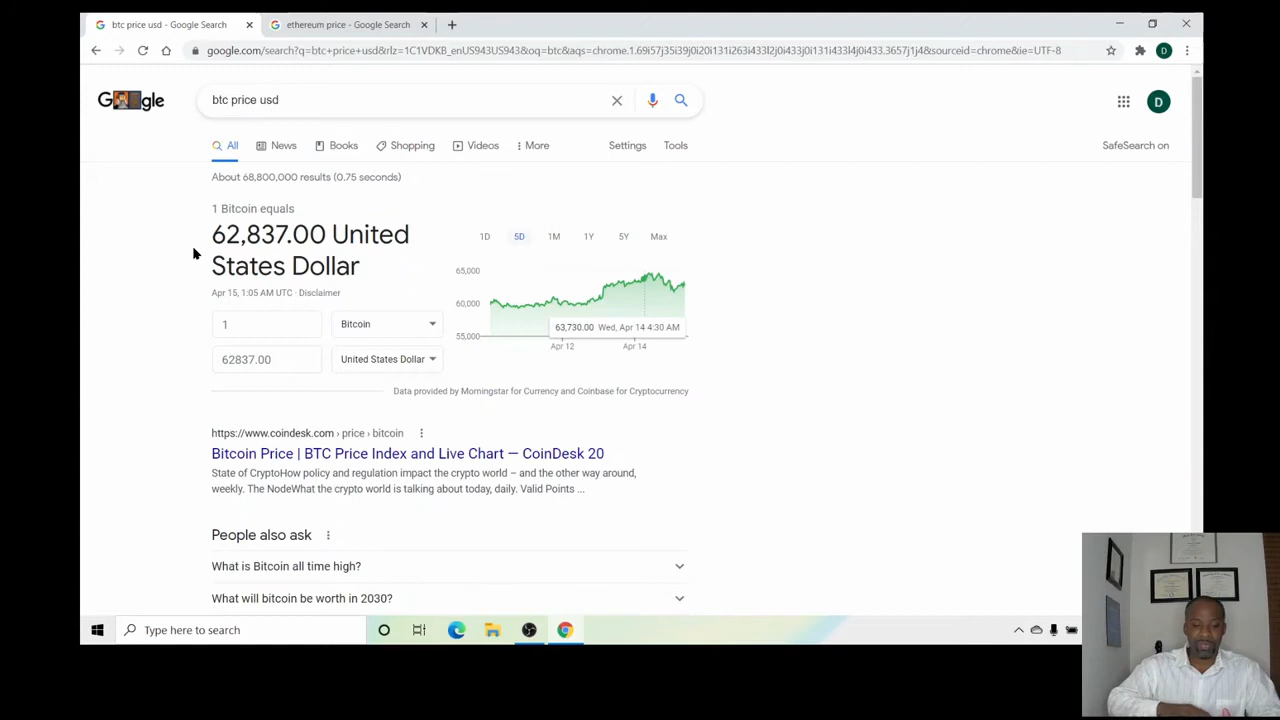 btc price usd - Google Search
ethereum price - Google Search
google.com/search?q=btc+price+usd&rlz=1C1VDKB_enUS943US943&oq=btc&aqs=chrome.1.69i57j35i39j0i20i131i263i433l2j0i433j0i131i433l4j0i433.3657j1j4&sourceid=chrome&ie=UTF-8
D
btc price usd
D
All
News
Books
Shopping
Videos
More
Settings
Tools
SafeSearch on
About 68,800,000 results (0.75 seconds)
1 Bitcoin equals
62,837.00 United
States Dollar
Apr 15, 1:05 AM UTC · Disclaimer
1
Bitcoin
62837.00
United States Dollar
1D
5D
1M
1Y
5Y
Max
65,000
60,000
55,000
63,730.00 Wed, Apr 14 4:30 AM
Apr 12
Apr 14
Data provided by Morningstar for Currency and Coinbase for Cryptocurrency
https://www.coindesk.com › price › bitcoin
Bitcoin Price | BTC Price Index and Live Chart — CoinDesk 20
State of CryptoHow policy and regulation impact the crypto world – and the other way around,
weekly. The NodeWhat the crypto world is talking about today, daily. Valid Points ...
People also ask
What is Bitcoin all time high?
What will bitcoin be worth in 2030?
Type here to search